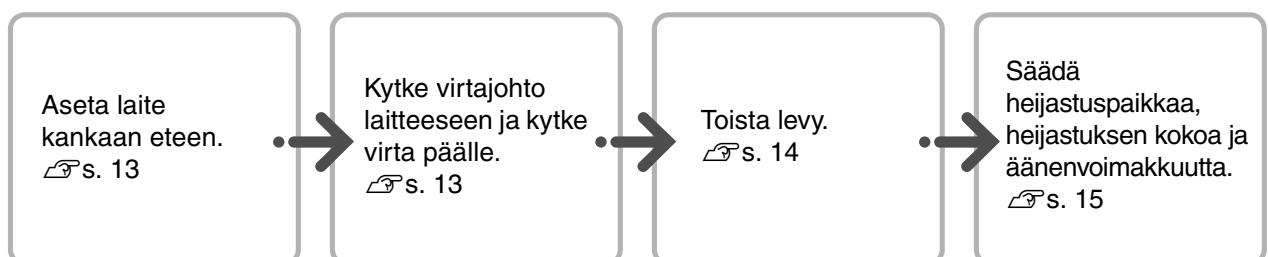 Aseta laite
kankaan eteen.
☞s. 13
Kytke virtajohto
laitteeseen ja kytke
virta päälle.
☞s. 13
Toista levy.
☞s. 14
Säädä
heijastuspaikkaa,
heijastuksen kokoa ja
äänenvoimakkuutta.
☞s. 15